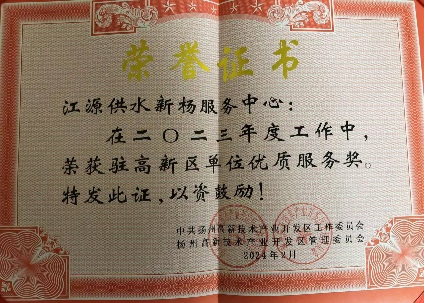 荣誉证书
江源供水新杨服务中心：
在二〇二三年度工作中，
荣获驻高新区单位优质服务奖。
特发此证，以资鼓励！
中共扬州高新技术产业开发区工作委员会
扬州高新技术产业开发区管理委员会
2024年2月